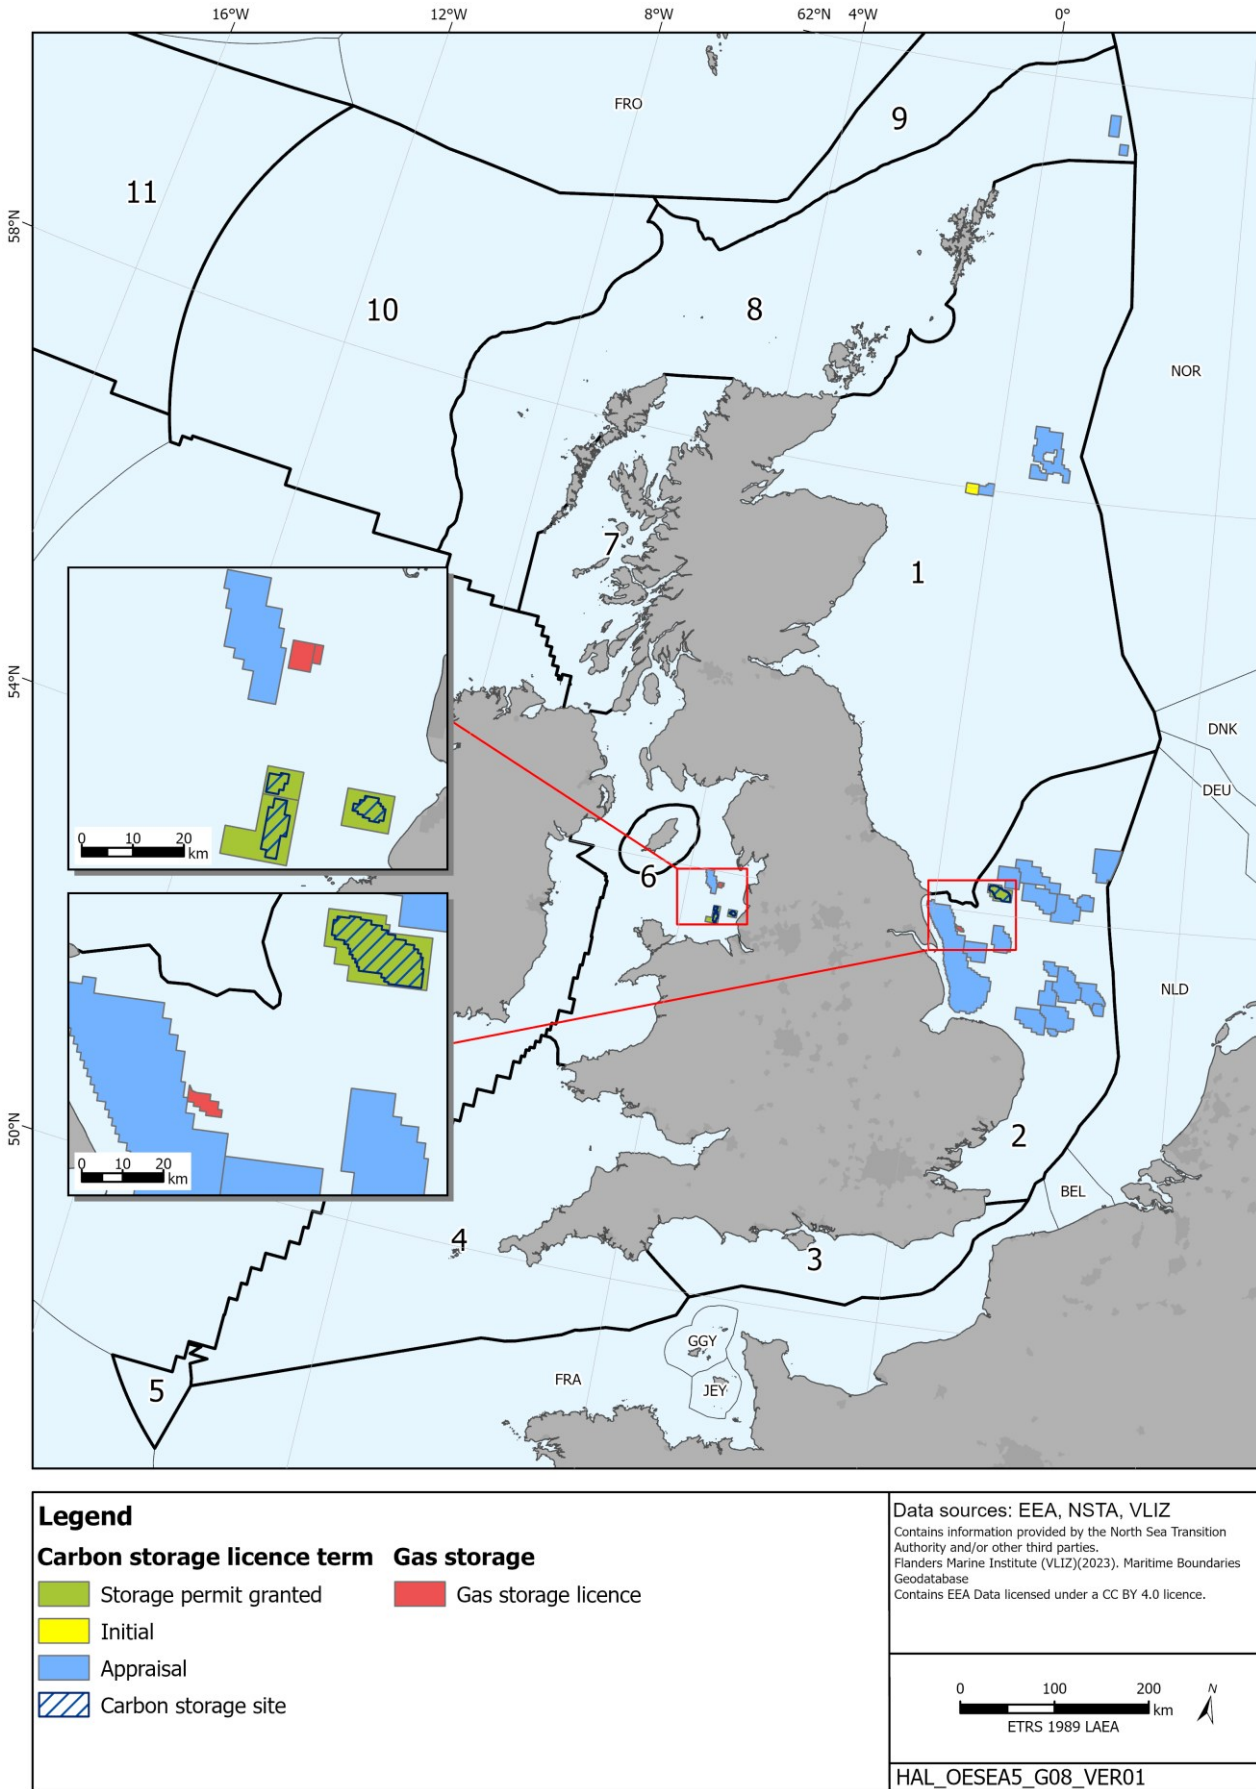 16°W
12°W
8°W
62°N
4°W
0°
58°N
54°N
50°N
FRO
9
11
10
8
NOR
7
1
DNK
DEU
6
NLD
2
BEL
4
3
5
GGY
JEY
FRA
0 10 20
km
0 10 20
km
Legend
Carbon storage licence term
Storage permit granted
Initial
Appraisal
Carbon storage site
Gas storage
Gas storage licence
Data sources: EEA, NSTA, VLIZ
Contains information provided by the North Sea Transition
Authority and/or other third parties.
Flanders Marine Institute (VLIZ)(2023). Maritime Boundaries
Geodatabase
Contains EEA Data licensed under a CC BY 4.0 licence.
0 100 200
km
N
ETRS 1989 LAEA
HAL_OESEA5_G08_VER01